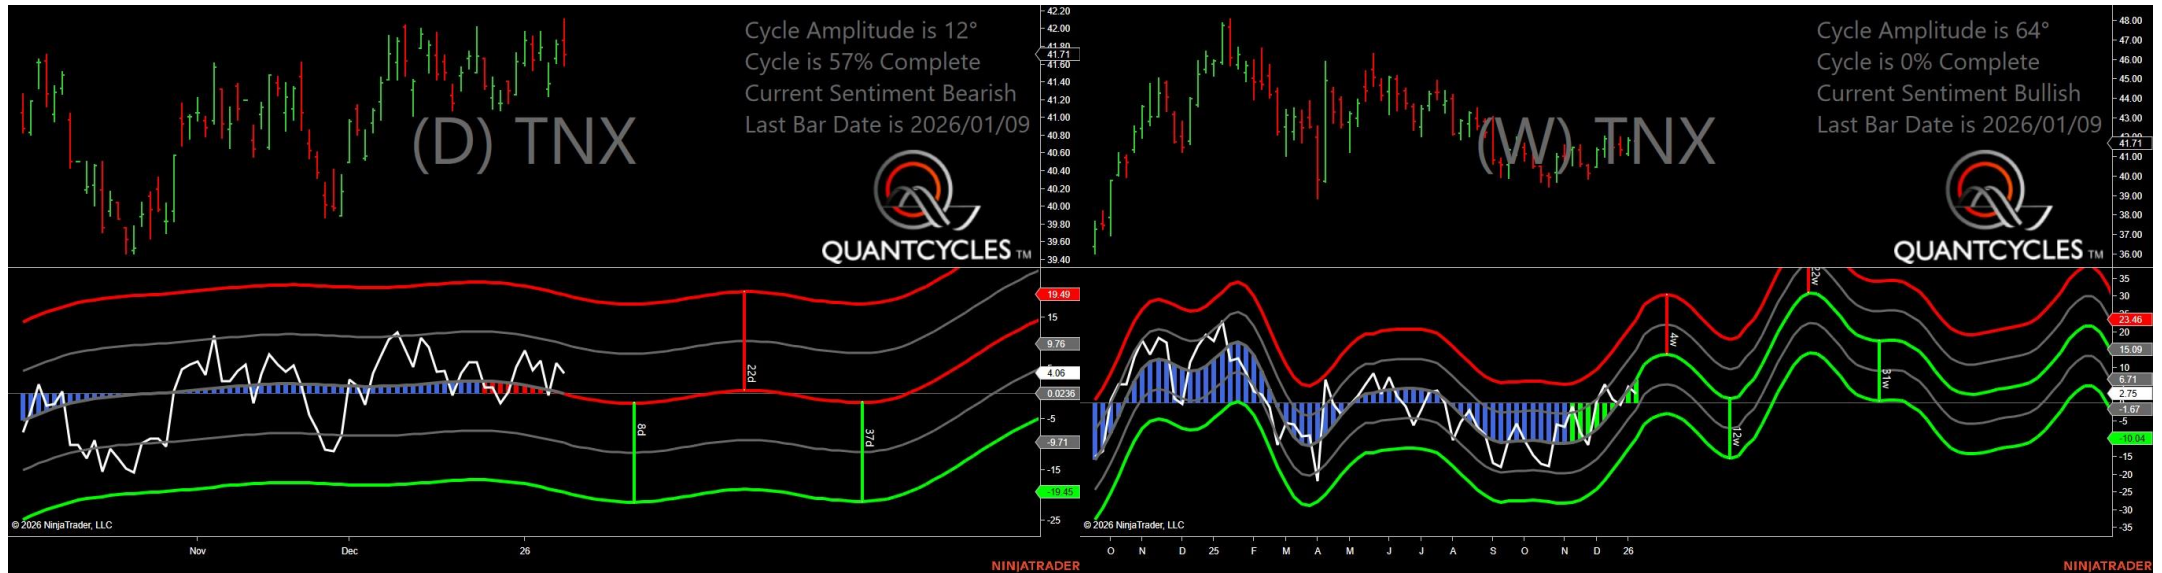 Cycle Amplitude is 12°
Cycle is 57% Complete
Current Sentiment Bearish
Last Bar Date is 2026/01/09
(D) TNX
QUANTCYCLES TM
42.20
42.00
41.80
41.71
41.60
41.40
41.20
41.00
40.80
40.60
40.40
40.20
40.00
39.80
39.60
39.40
19.49
15
9.76
4.06
0.0236
-5
-9.71
-15
-19.45
-25
8d
22d
37d
© 2026 NinjaTrader, LLC
Nov Dec 26
NINJATRADER
Cycle Amplitude is 64°
Cycle is 0% Complete
Current Sentiment Bullish
Last Bar Date is 2026/01/09
(W) TNX
QUANTCYCLES TM
48.00
47.00
46.00
45.00
44.00
43.00
42.00
41.71
41.00
40.00
39.00
38.00
37.00
36.00
35
30
23.46
20
15.09
10
6.71
2.75
-1.67
-5
-10.04
-15
-20
-25
-30
-35
4w
12w
22w
31w
© 2026 NinjaTrader, LLC
O N D 25 F M A M J J A S O N D 26
NINJATRADER